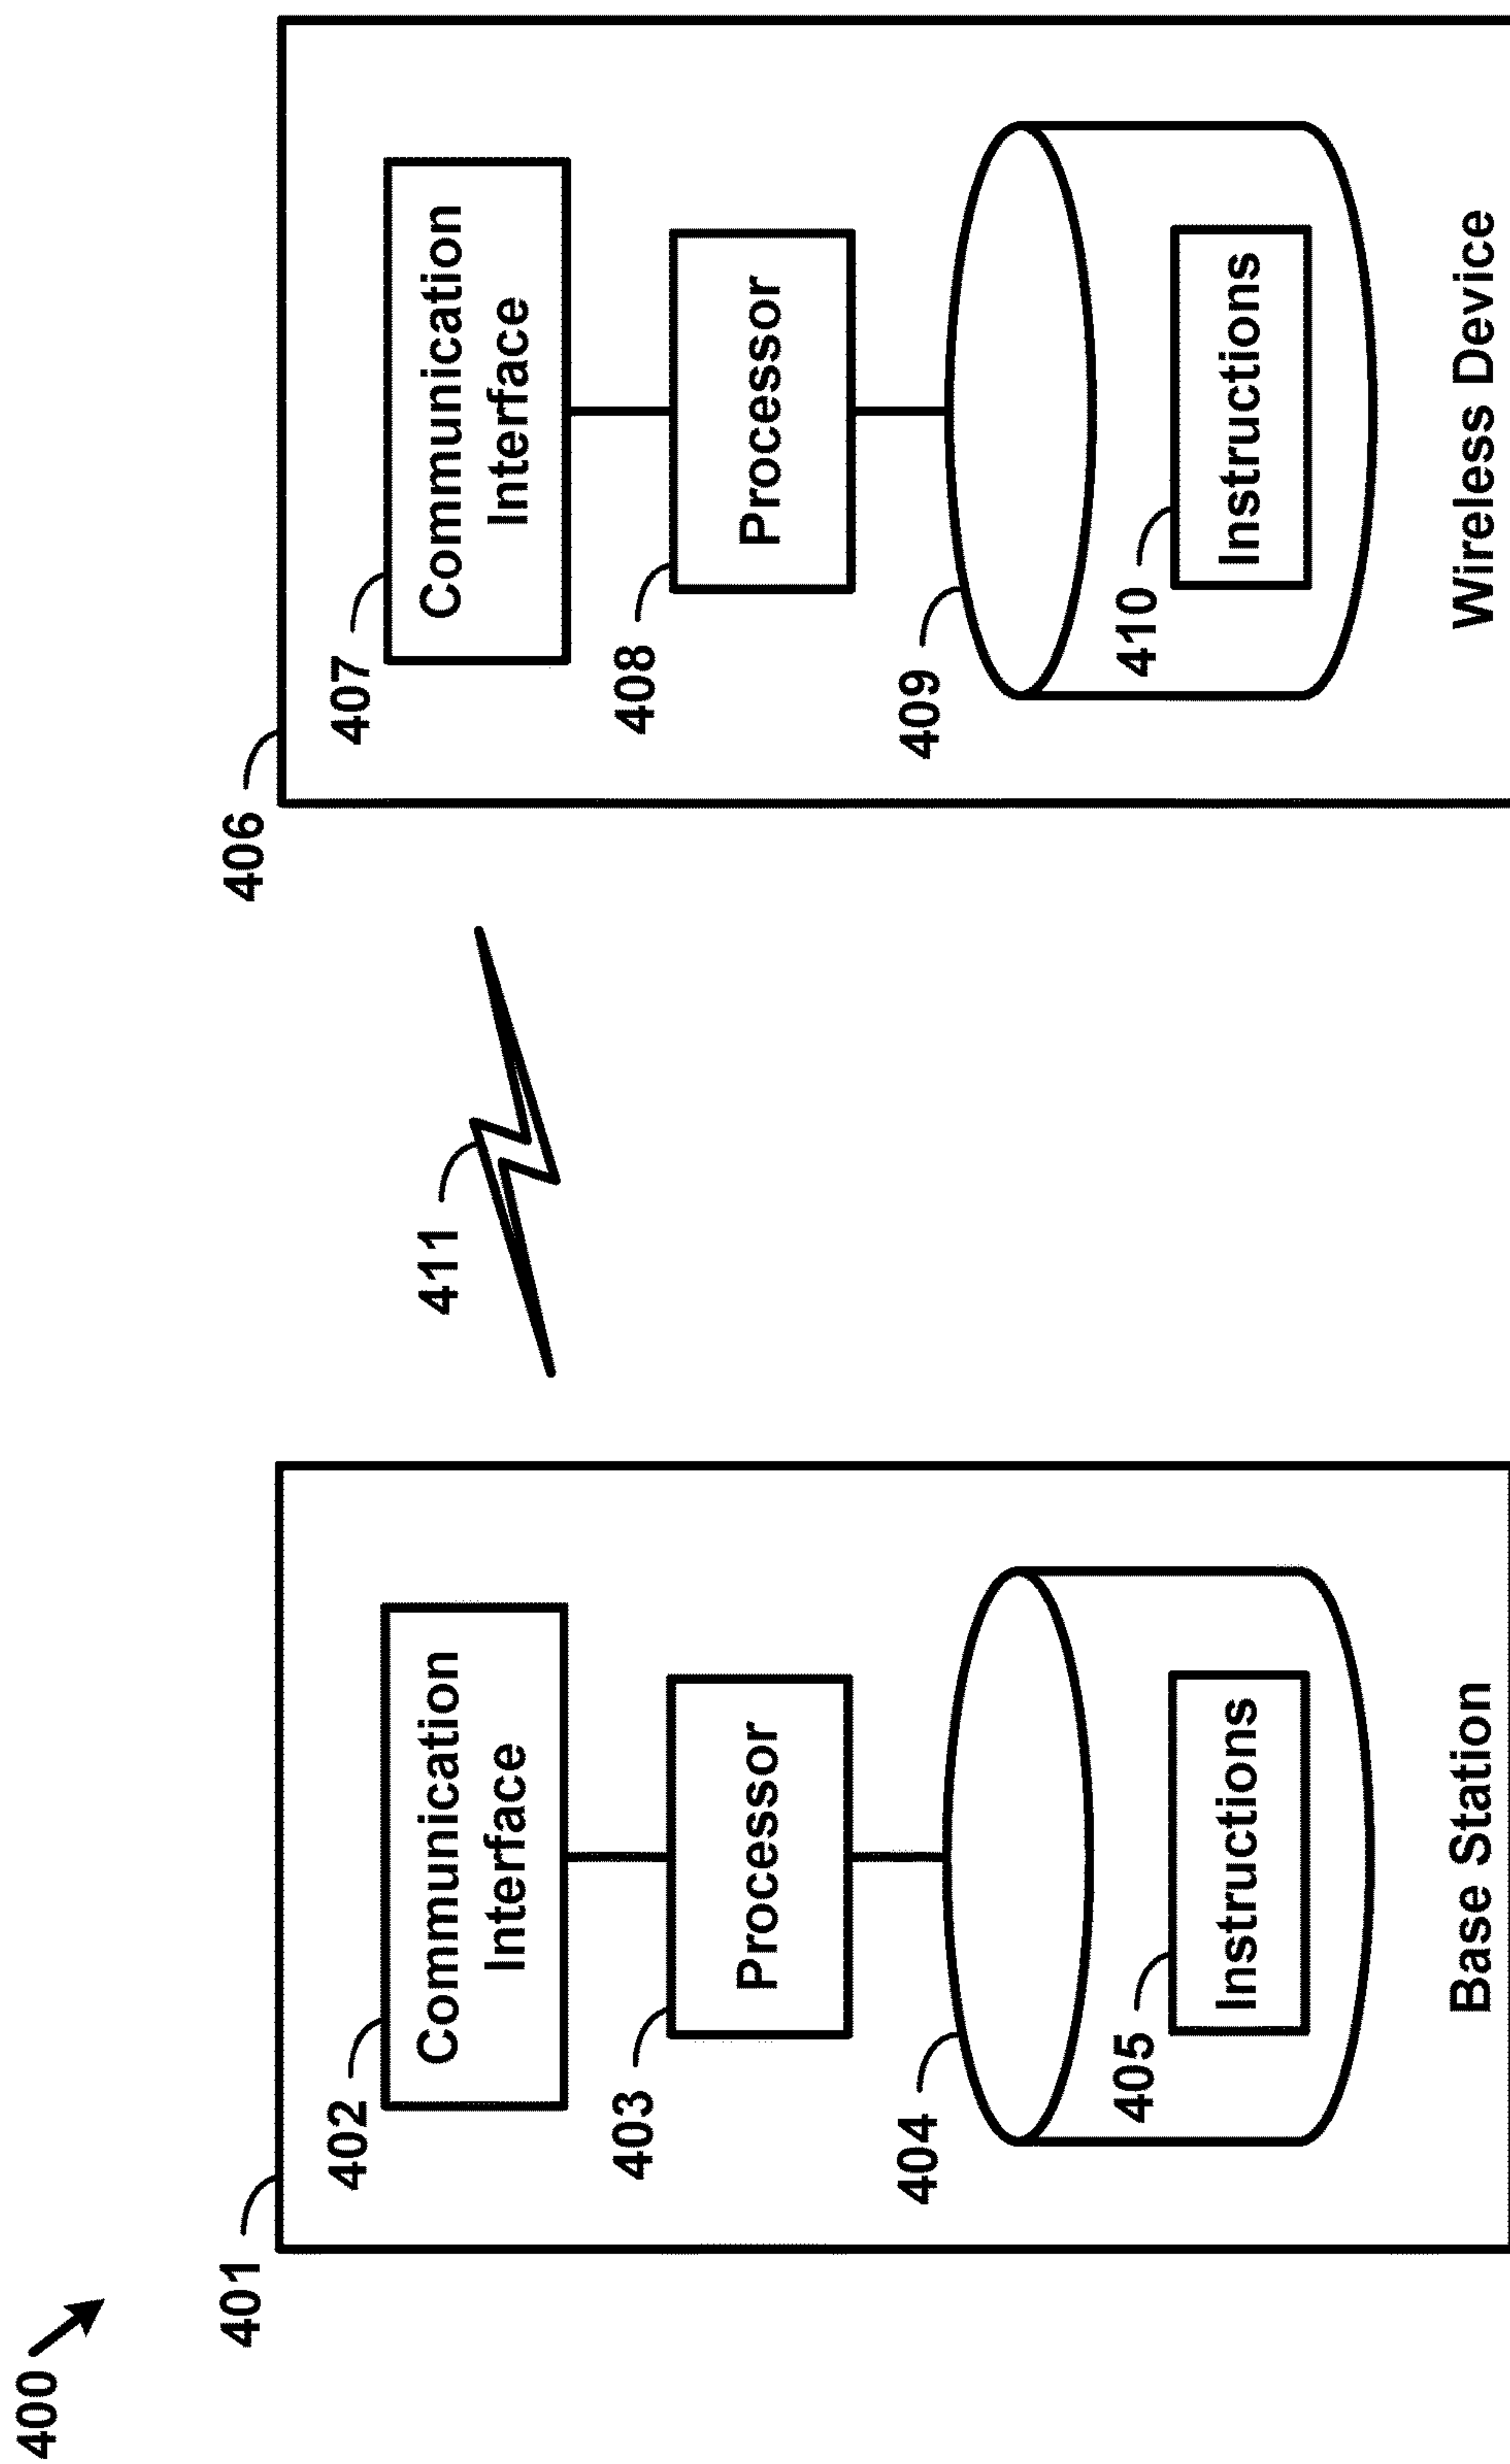 400
401
402
Communication
Interface
403
Processor
404
405
Instructions
Base Station
411
406
407
Communication
Interface
408
Processor
409
410
Instructions
Wireless Device